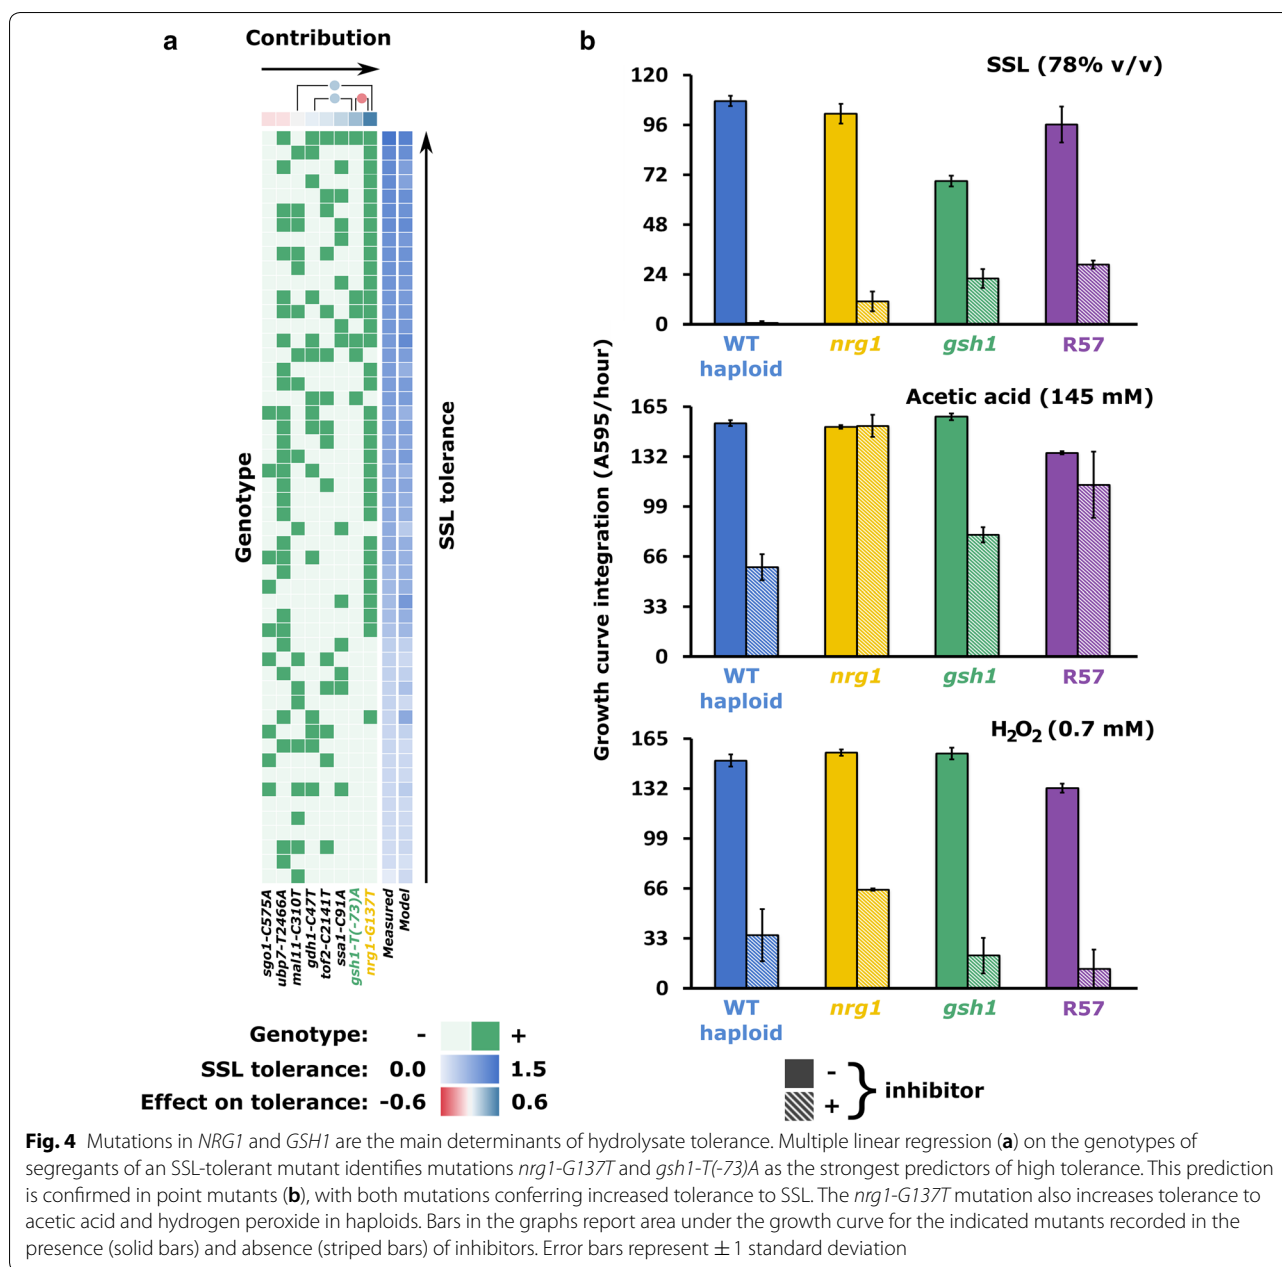 a
Contribution
Genotype
SSL tolerance
sgo1-C575A
ubp7-T2466A
mal11-C310T
gdh1-C47T
tof2-C2141T
ssa1-C91A
gsh1-T(-73)A
nrg1-G137T
Measured
Model
Genotype: - +
SSL tolerance: 0.0 1.5
Effect on tolerance: -0.6 0.6
b
Growth curve integration (A595/hour)
SSL (78% v/v)
120
96
72
48
24
0
WT haploid
nrg1
gsh1
R57
Acetic acid (145 mM)
165
132
99
66
33
0
WT haploid
nrg1
gsh1
R57
H₂O₂ (0.7 mM)
165
132
99
66
33
0
WT haploid
nrg1
gsh1
R57
-
+
} inhibitor
Fig. 4 Mutations in NRG1 and GSH1 are the main determinants of hydrolysate tolerance. Multiple linear regression (a) on the genotypes of
segregants of an SSL-tolerant mutant identifies mutations nrg1-G137T and gsh1-T(-73)A as the strongest predictors of high tolerance. This prediction
is confirmed in point mutants (b), with both mutations conferring increased tolerance to SSL. The nrg1-G137T mutation also increases tolerance to
acetic acid and hydrogen peroxide in haploids. Bars in the graphs report area under the growth curve for the indicated mutants recorded in the
presence (solid bars) and absence (striped bars) of inhibitors. Error bars represent ± 1 standard deviation